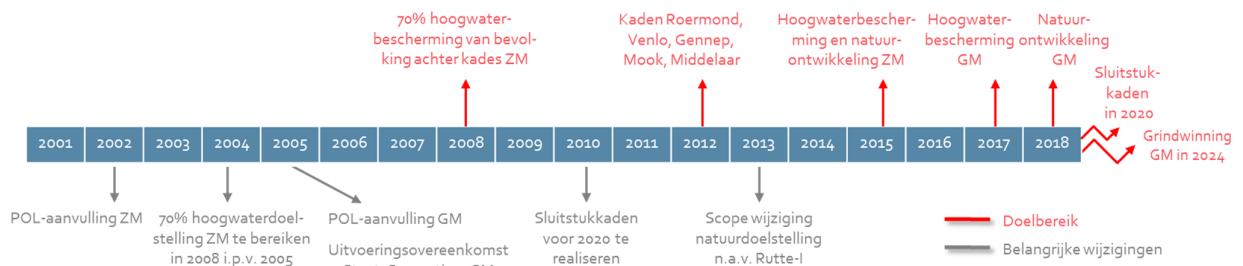 70% hoogwater-
bescherming van bevol-
king achter kades ZM
Kaden Roermond,
Venlo, Gennep,
Mook, Middelaar
Hoogwaterbescher-
ming en natuur-
ontwikkeling ZM
Hoogwater-
bescherming
GM
Natuur-
ontwikkeling
GM
Sluitstuk-
kaden
in 2020
Grindwinning
GM in 2024
2001 2002 2003 2004 2005 2006 2007 2008 2009 2010 2011 2012 2013 2014 2015 2016 2017 2018
POL-aanvulling ZM
70% hoogwaterdoel-
stelling ZM te bereiken
in 2008 i.p.v. 2005
POL-aanvulling GM
Uitvoeringsovereenkomst
Sluitstukkaden
voor 2020 te
realiseren
Scope wijziging
natuurdoelstelling
n.a.v. Rutte-I
Doelbereik
Belangrijke wijzigingen